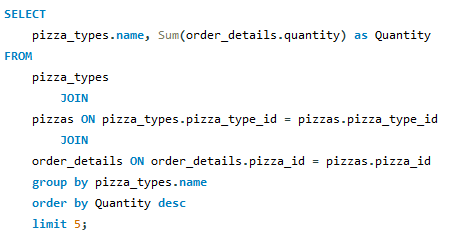 SELECT
pizza_types.name, Sum(order_details.quantity) as Quantity
FROM
pizza_types
JOIN
pizzas ON pizza_types.pizza_type_id = pizzas.pizza_type_id
JOIN
order_details ON order_details.pizza_id = pizzas.pizza_id
group by pizza_types.name
order by Quantity desc
limit 5;